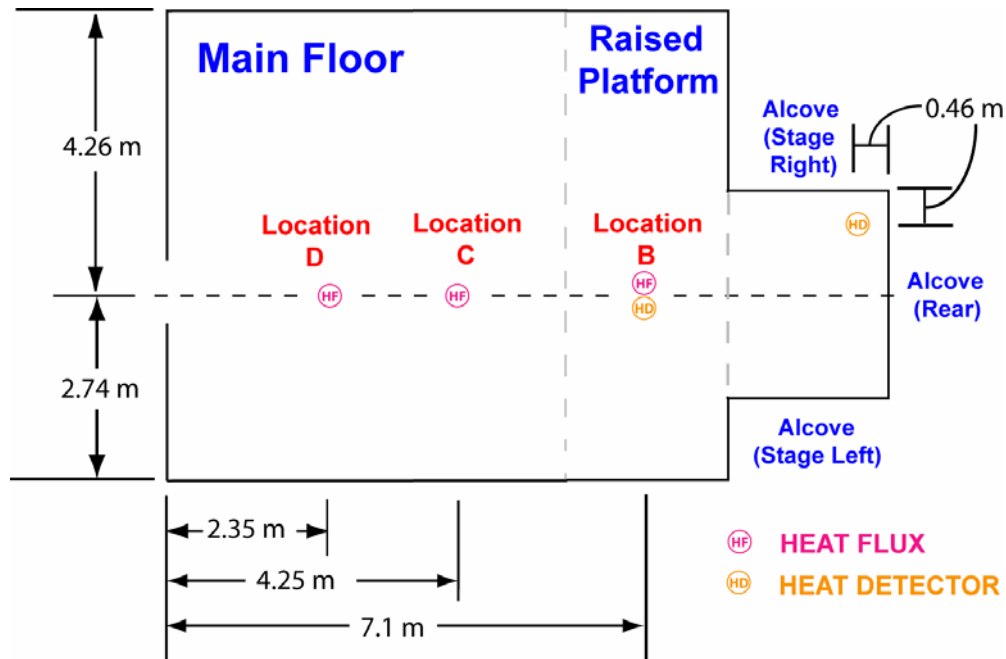 Main Floor
Raised
Platform
Alcove
(Stage
Right)
0.46 m
4.26 m
Location
D
Location
C
Location
B
HD
HF
HF
HF
HD
Alcove
(Rear)
2.74 m
Alcove
(Stage Left)
2.35 m
4.25 m
7.1 m
HF HEAT FLUX
HD HEAT DETECTOR